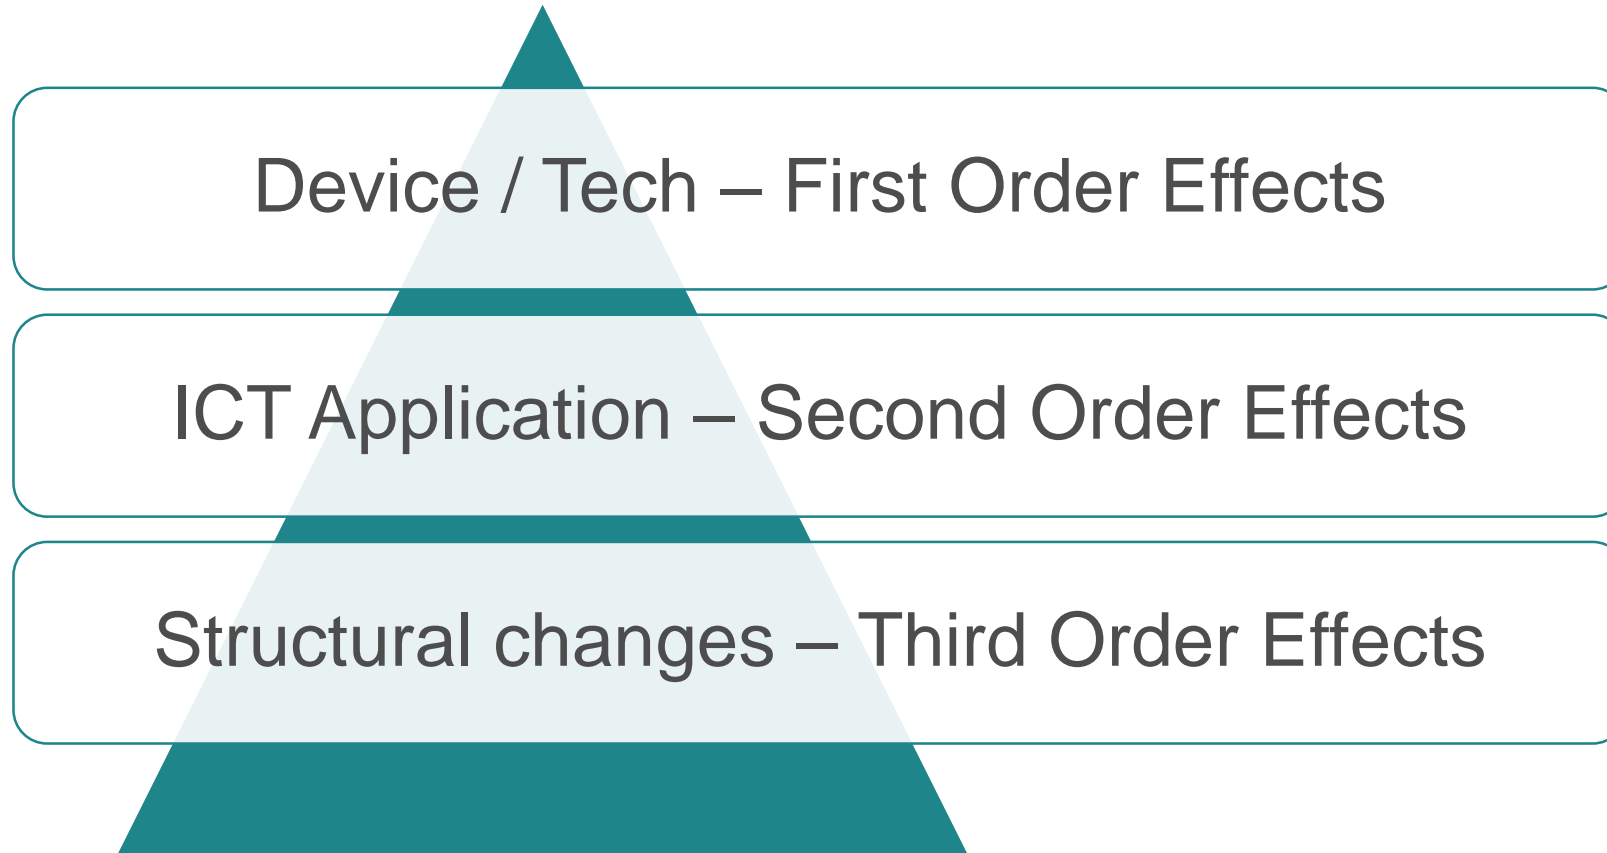 Device / Tech – First Order Effects
ICT Application – Second Order Effects
Structural changes – Third Order Effects